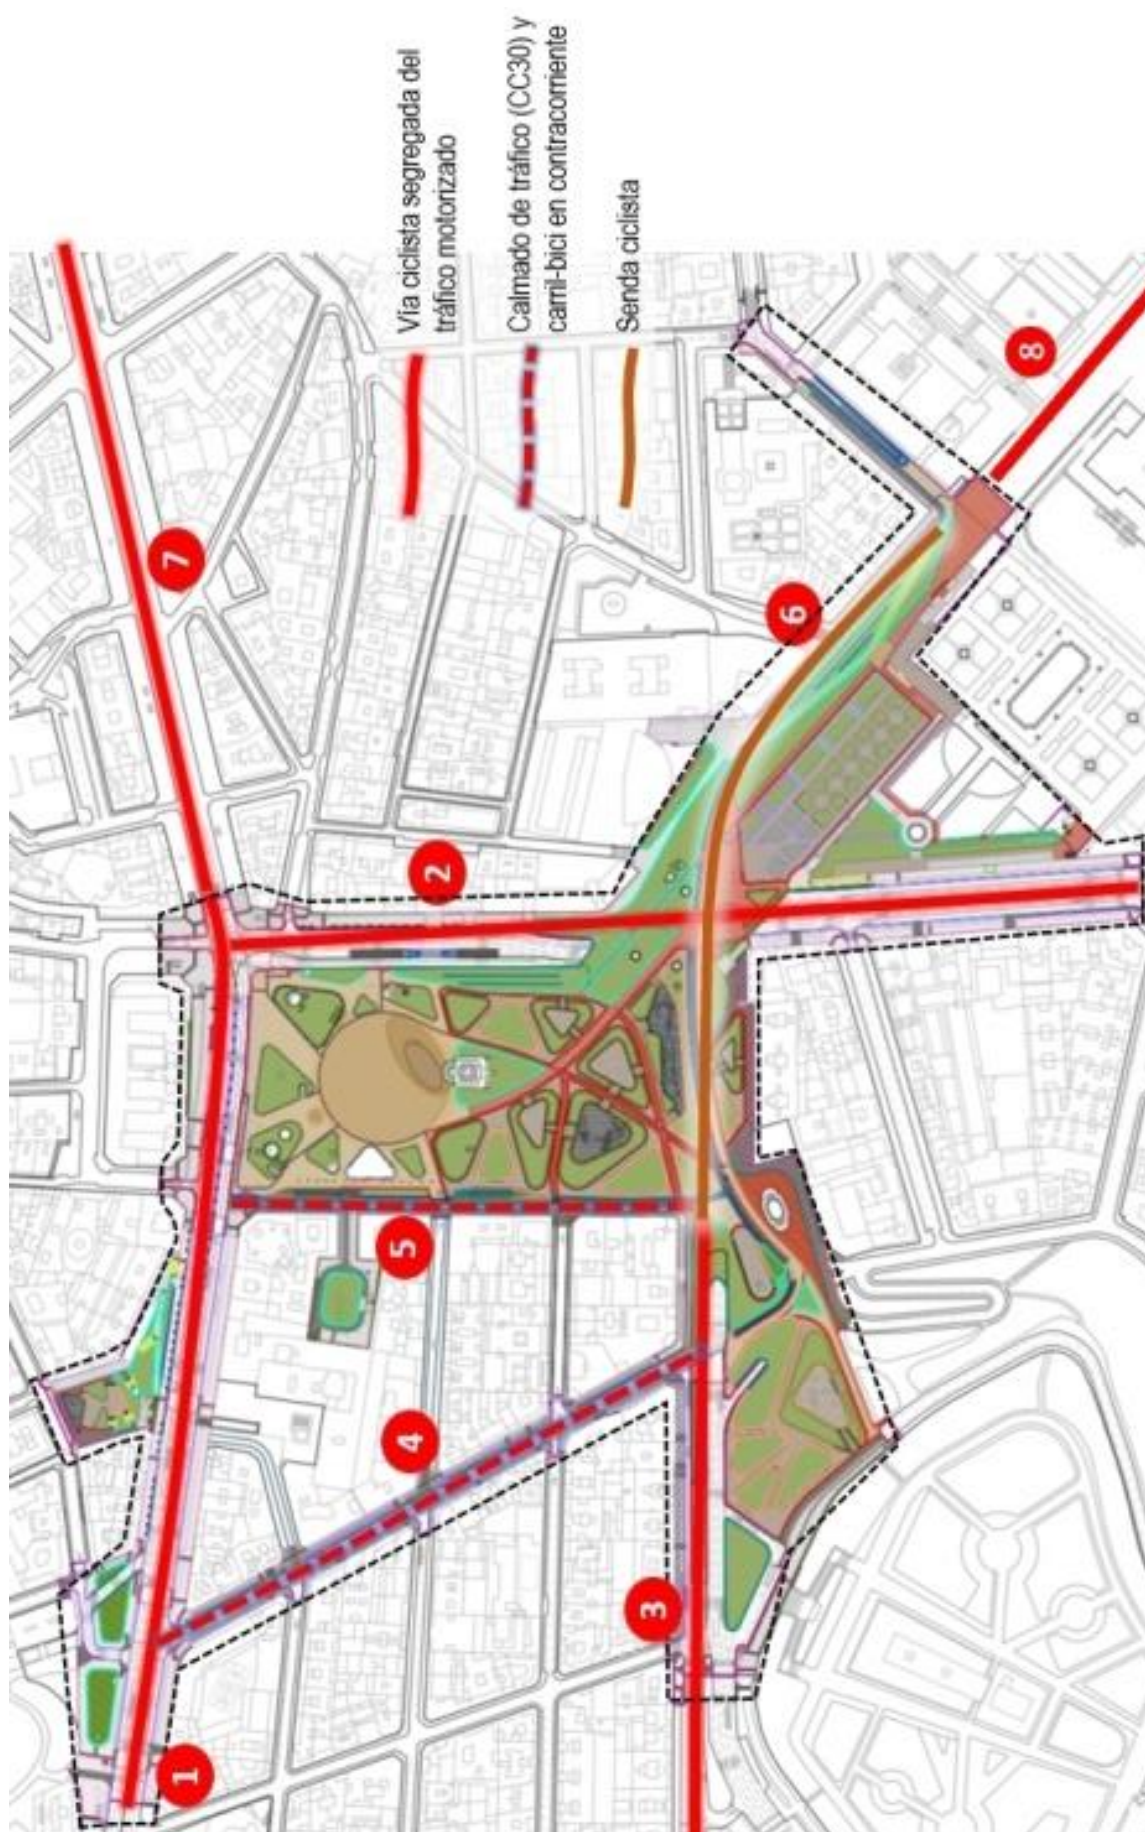 Vía ciclista segregada del
tráfico motorizado
Calmado de tráfico (CC30) y
carril-bici en contracorriente
Senda ciclista
1
2
3
4
5
6
7
8